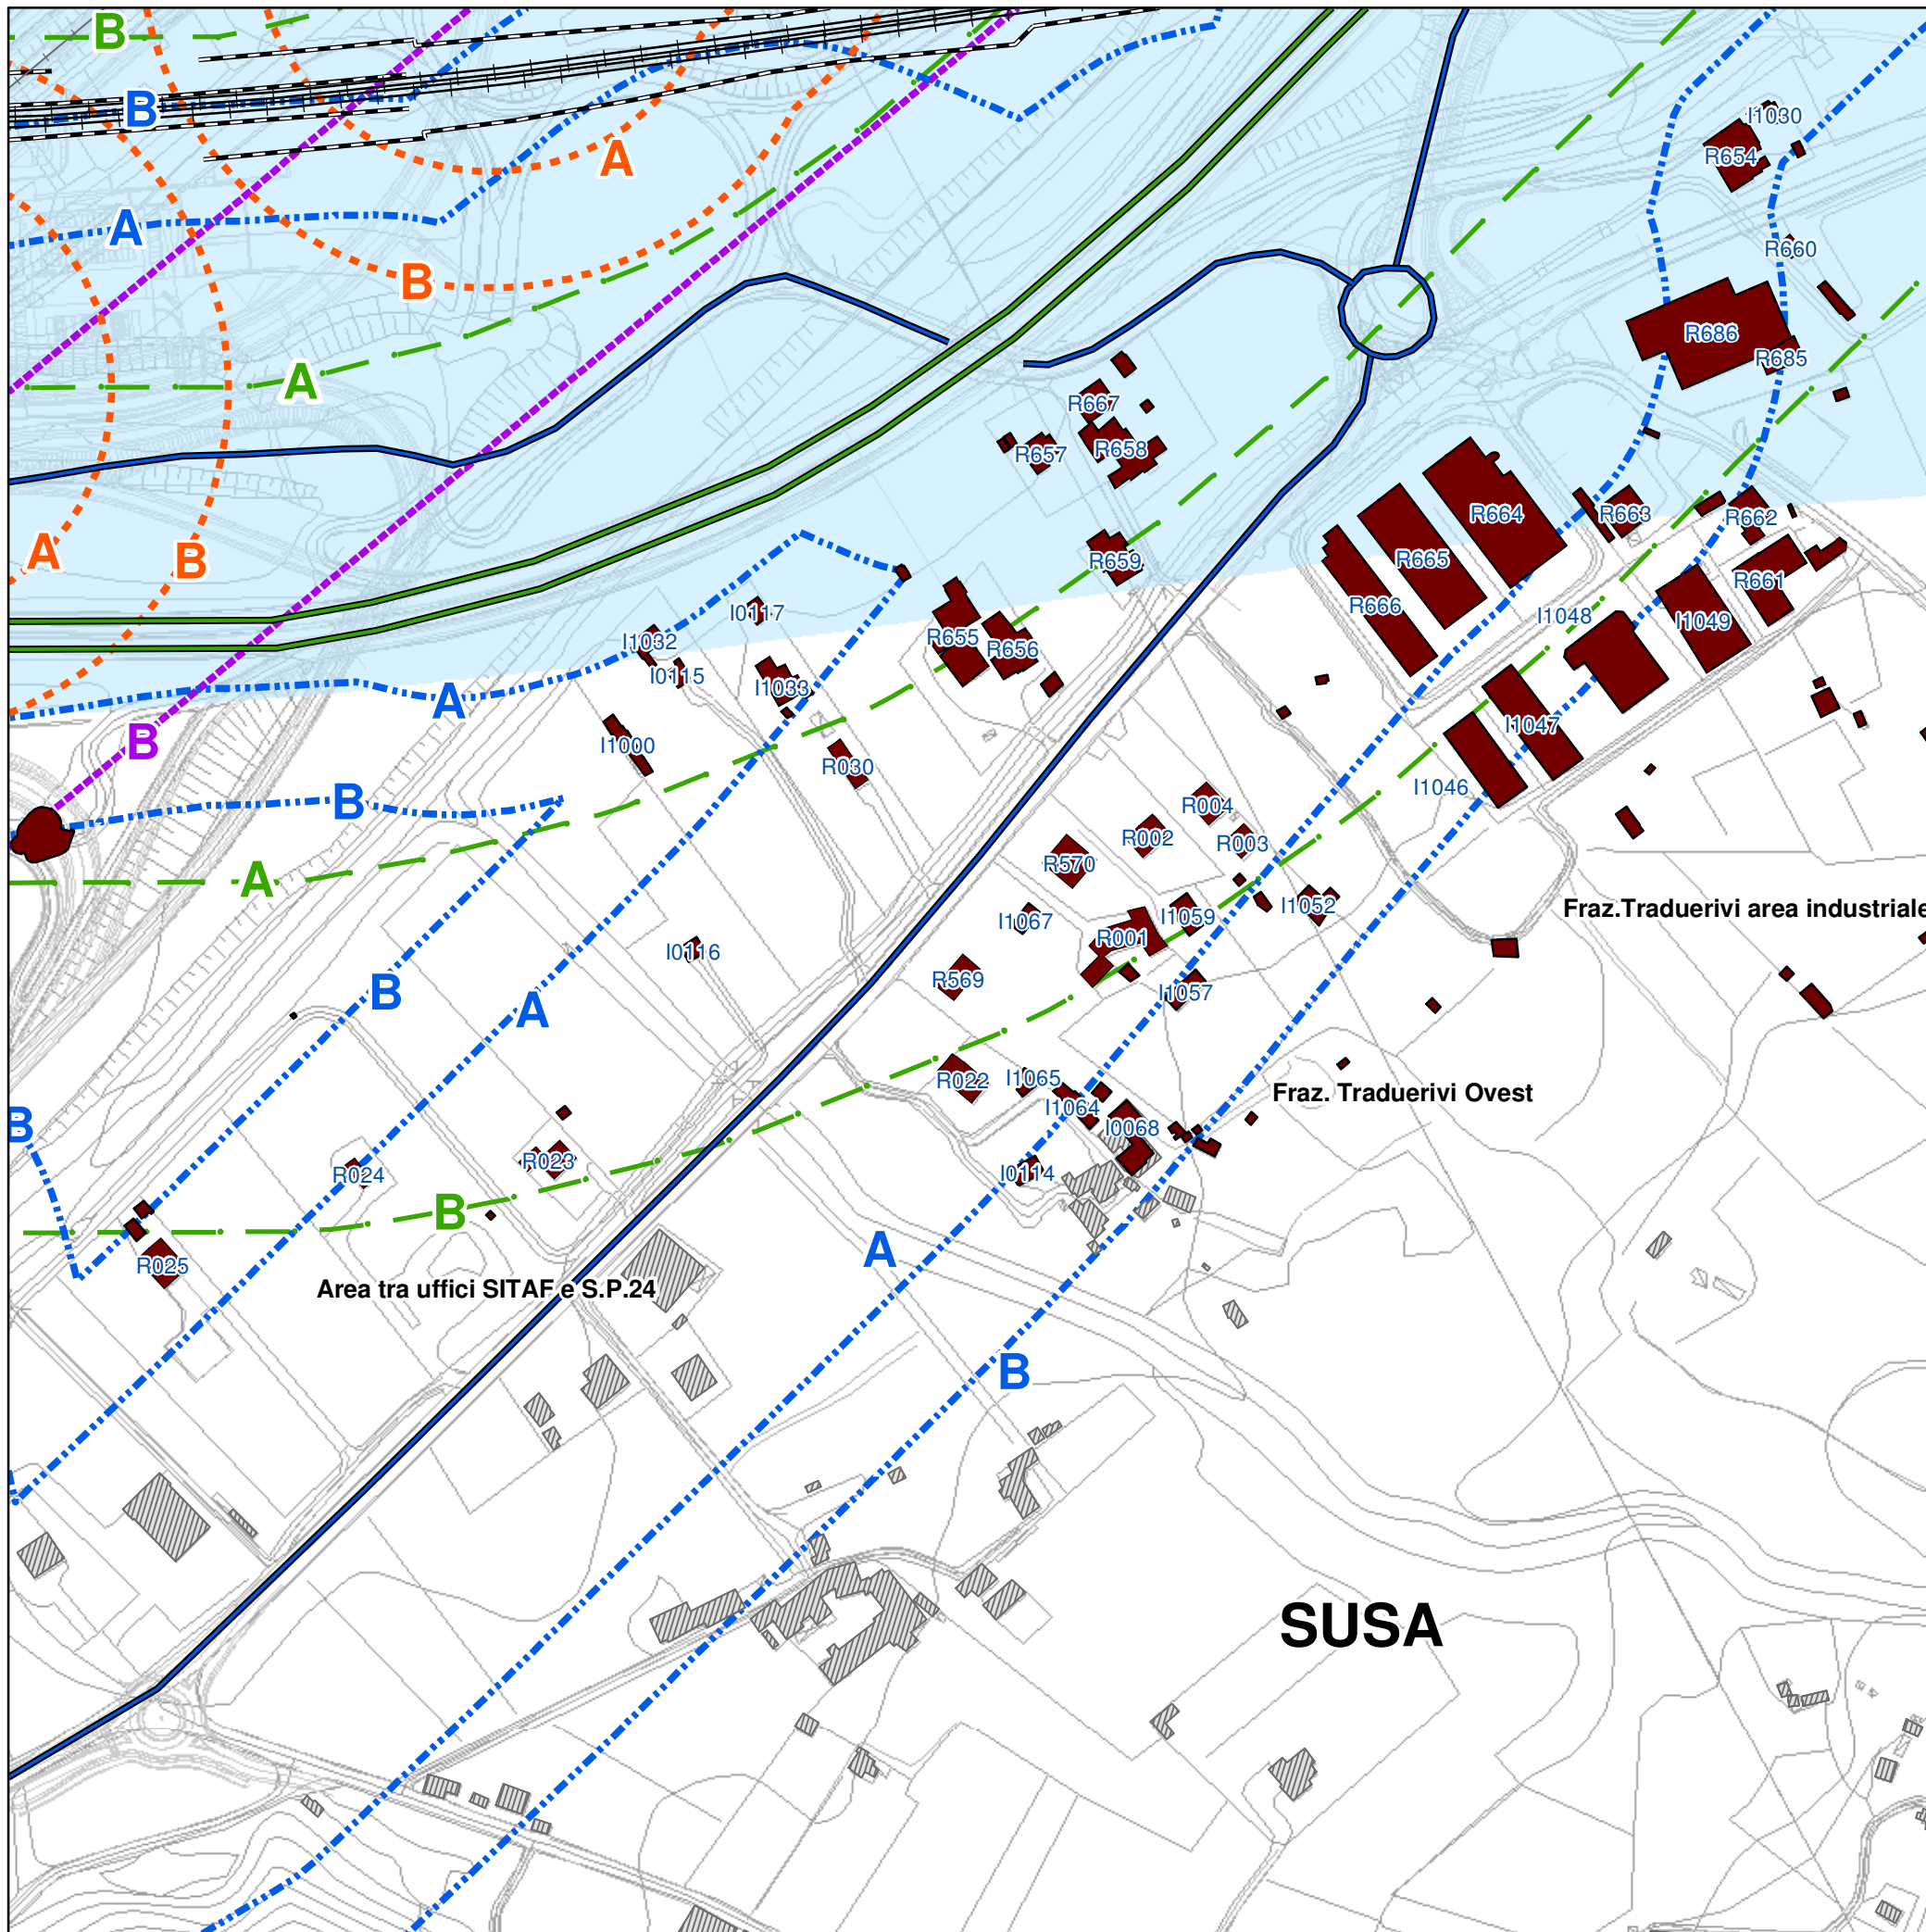 B
B
I1030
R654
A
A
R660
B
R686
R685
A
R667
R657
R658
R664
R663
R662
A
B
R659
R665
R661
R666
I0117
I1048
I1049
I1032
R655
R656
I0115
I1033
A
I1047
B
I1000
R030
I1046
B
R004
R002
R003
R570
A
I1052
Fraz.Traduerivi area industriale
I1067
I1059
R001
I0116
R569
B
A
I1057
R022
I1065
Fraz. Traduerivi Ovest
I1064
B
I0068
R023
R024
I0114
B
A
R025
Area tra uffici SITAF e S.P.24
B
SUSA